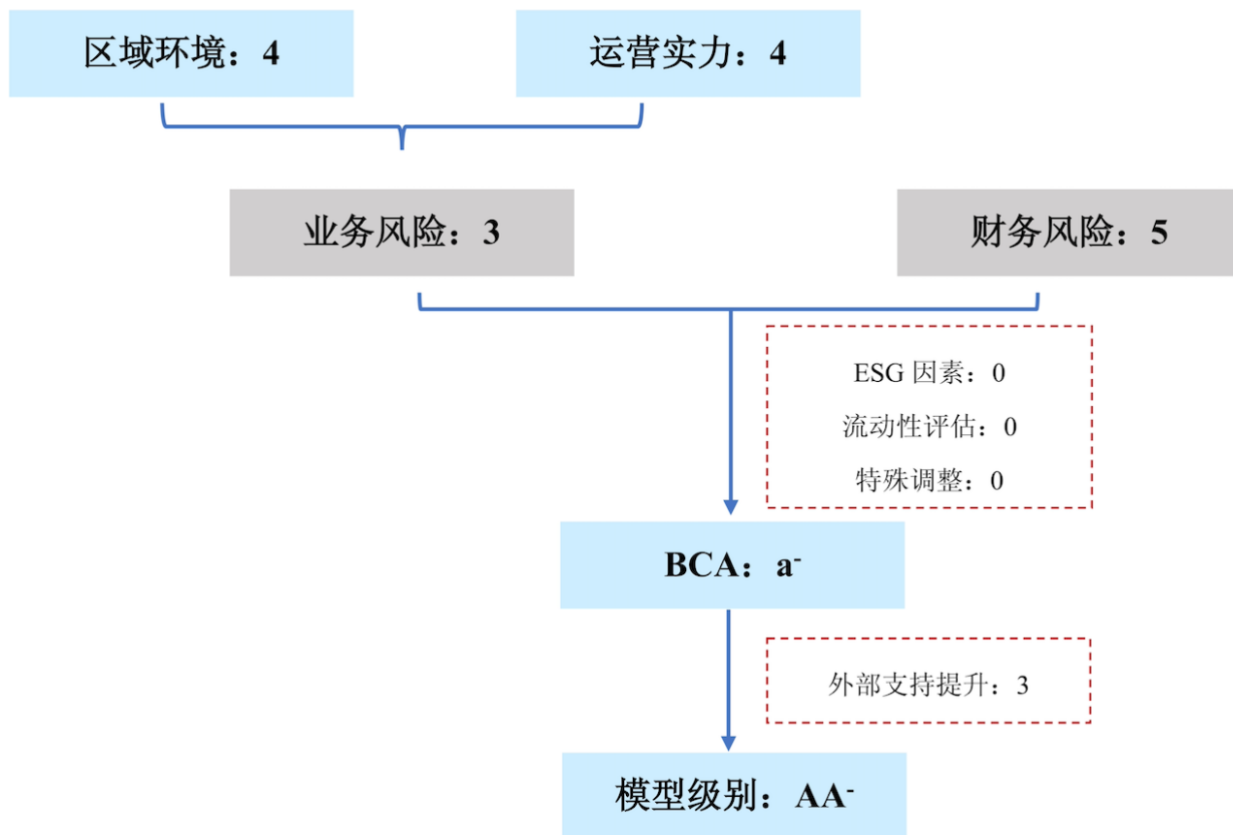 区域环境：4
运营实力：4
业务风险：3
财务风险：5
ESG 因素：0
流动性评估：0
特殊调整：0
BCA：a-
外部支持提升：3
模型级别：AA-